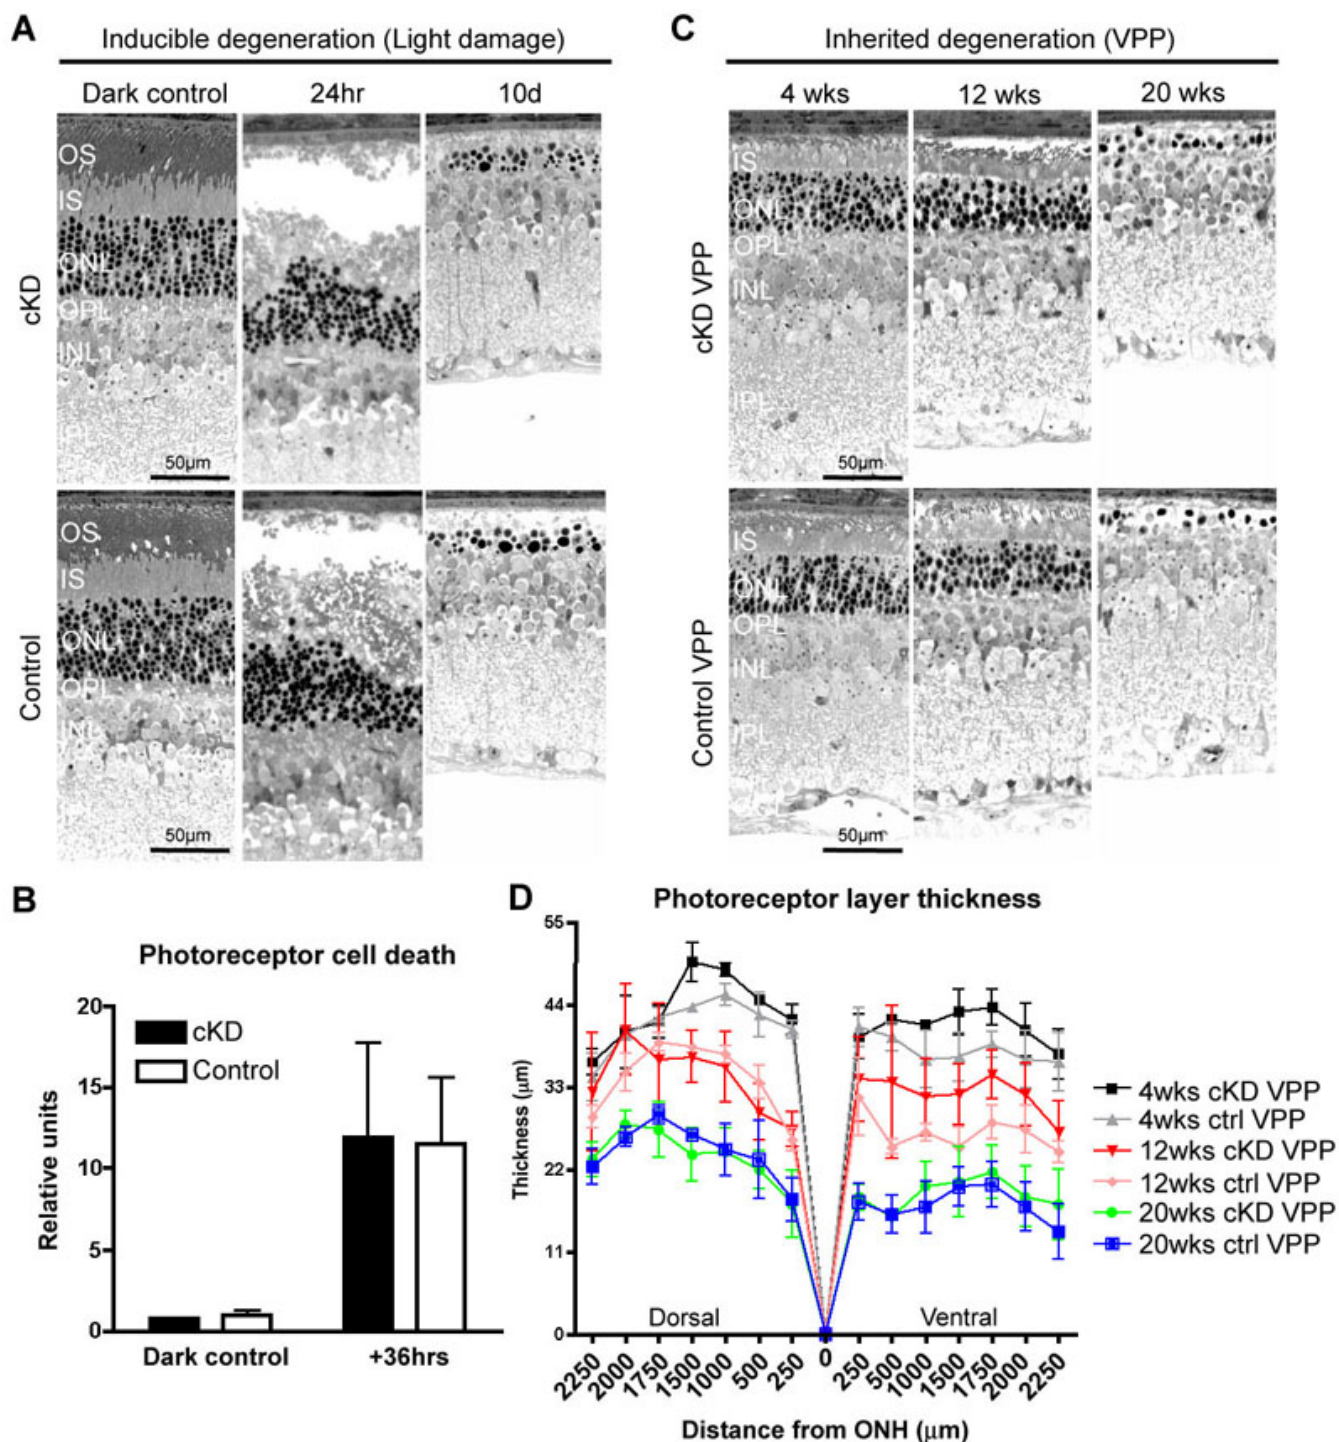 A
Inducible degeneration (Light damage)
Dark control 24hr 10d
cKD
OS
IS
ONL
OPL
INL
IPL
50µm
Control
OS
IS
ONL
OPL
INL
50µm
C
Inherited degeneration (VPP)
4 wks 12 wks 20 wks
cKD VPP
IS
ONL
OPL
INL
IPL
50µm
Control VPP
IS
ONL
OPL
INL
IPL
50µm
B
Photoreceptor cell death
Relative units
20
15
10
5
0
cKD
Control
Dark control +36hrs
D
Photoreceptor layer thickness
Thickness (µm)
55
44
33
22
11
0
Dorsal Ventral
2250 2000 1750 1500 1000 500 250 0 250 500 1000 1500 1750 2000 2250
Distance from ONH (µm)
4wks cKD VPP
4wks ctrl VPP
12wks cKD VPP
12wks ctrl VPP
20wks cKD VPP
20wks ctrl VPP